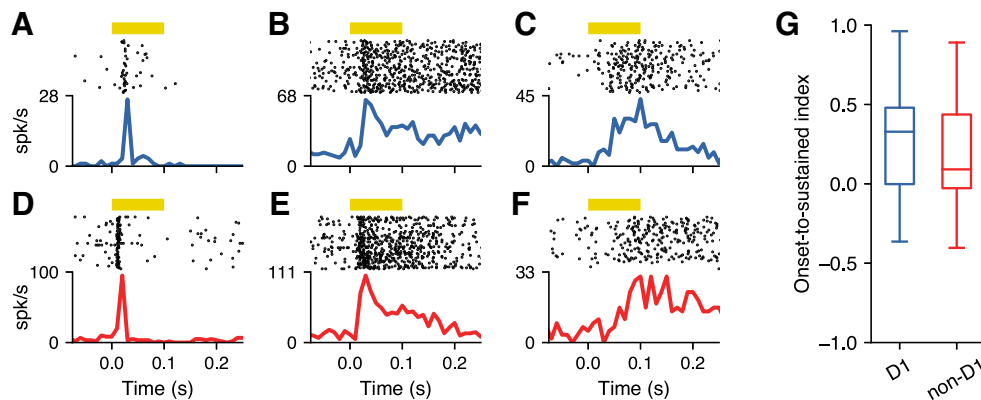 A
B
C
G
28
spk/s
0
68
0
45
0
D
E
F
100
spk/s
0
0.0
0.1
0.2
Time (s)
111
0
0.0
0.1
0.2
Time (s)
33
0
0.0
0.1
0.2
Time (s)
Onset-to-sustained index
1.0
0.5
0.0
−0.5
−1.0
D1
non-D1